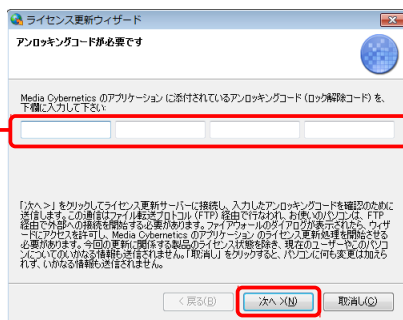 ライセンス更新ウィザード
アンロッキングコードが必要です
Media Cybernetics のアプリケーション (に添付されているアンロッキングコード (ロック解除コード) を、
下欄に入力して下さい:
「次へ >」をクリックしてライセンス更新サーバーに接続し、入力したアンロッキングコードを確認のために
送信します。この通信はファイル転送プロトコル (FTP) 経由で行なわれ、お使いのパソコンは、FTP
経由で外部への接続を開始する必要があります。ファイアウォールのダイアログが表示されたら、ウィザ
ードにアクセスを許可し、Media Cybernetics のアプリケーション のライセンス更新処理を開始させる
必要があります。今回の更新に関係する製品のライセンス状態を除き、現在のユーザーやこのパソコ
ンについてのいかなる情報も送信されません。「取消し」をクリックすると、パソコンに何も変更は加えら
れず、いかなる情報も送信されません。
< 戻る(B)
次へ >(N)
取消し(C)